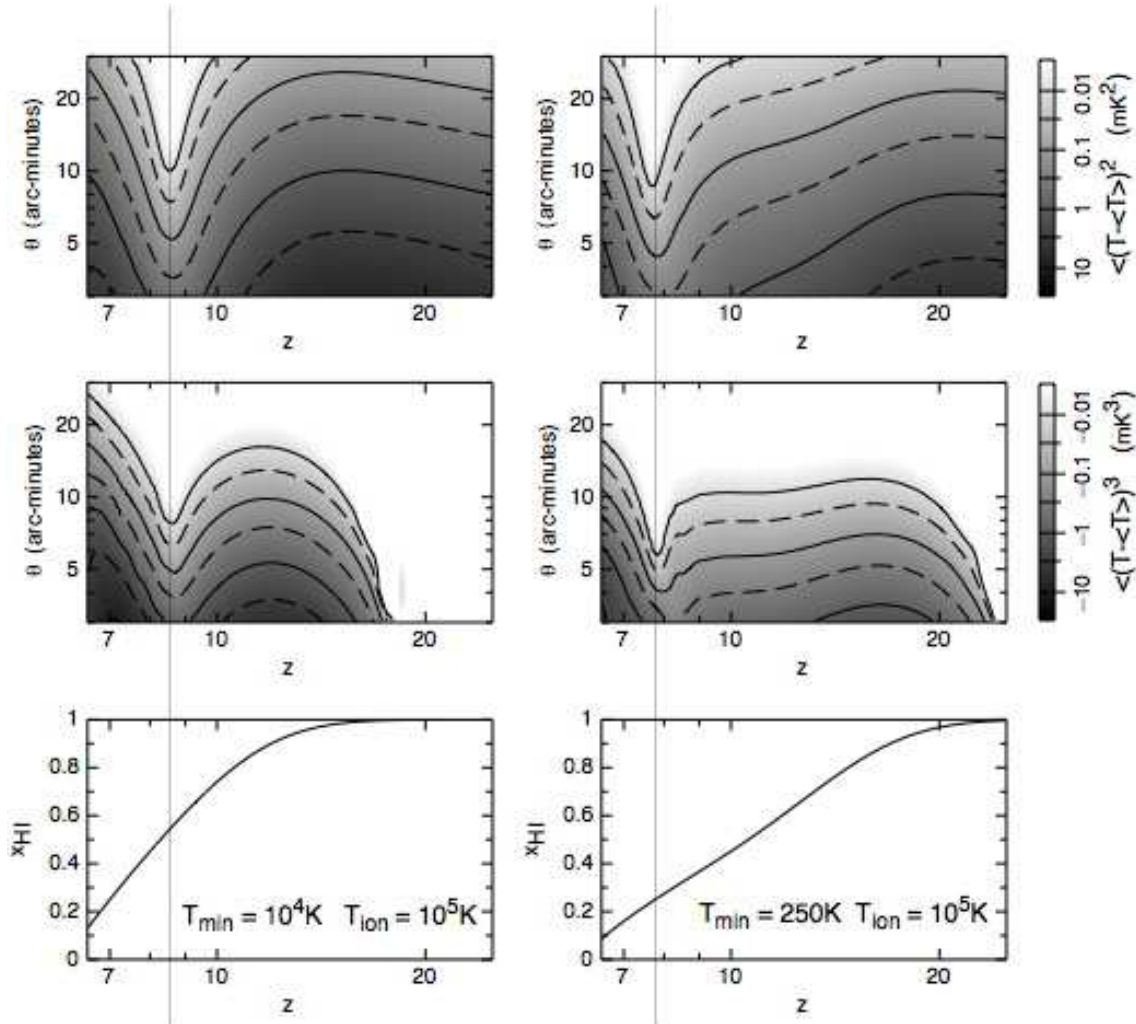 20
10
5
θ (arc-minutes)
7 10 20
z
20
10
5
θ (arc-minutes)
7 10 20
z
0.01
0.1
1
10
<(T-<T>)² (mK²)
20
10
5
θ (arc-minutes)
7 10 20
z
20
10
5
θ (arc-minutes)
7 10 20
z
-0.01
-0.1
-1
-10
<(T-<T>)³ (mK³)
1
0.8
0.6
0.4
0.2
0
x_HI
T_min = 10⁴K T_ion = 10⁵K
7 10 20
z
1
0.8
0.6
0.4
0.2
0
x_HI
T_min = 250K T_ion = 10⁵K
7 10 20
z